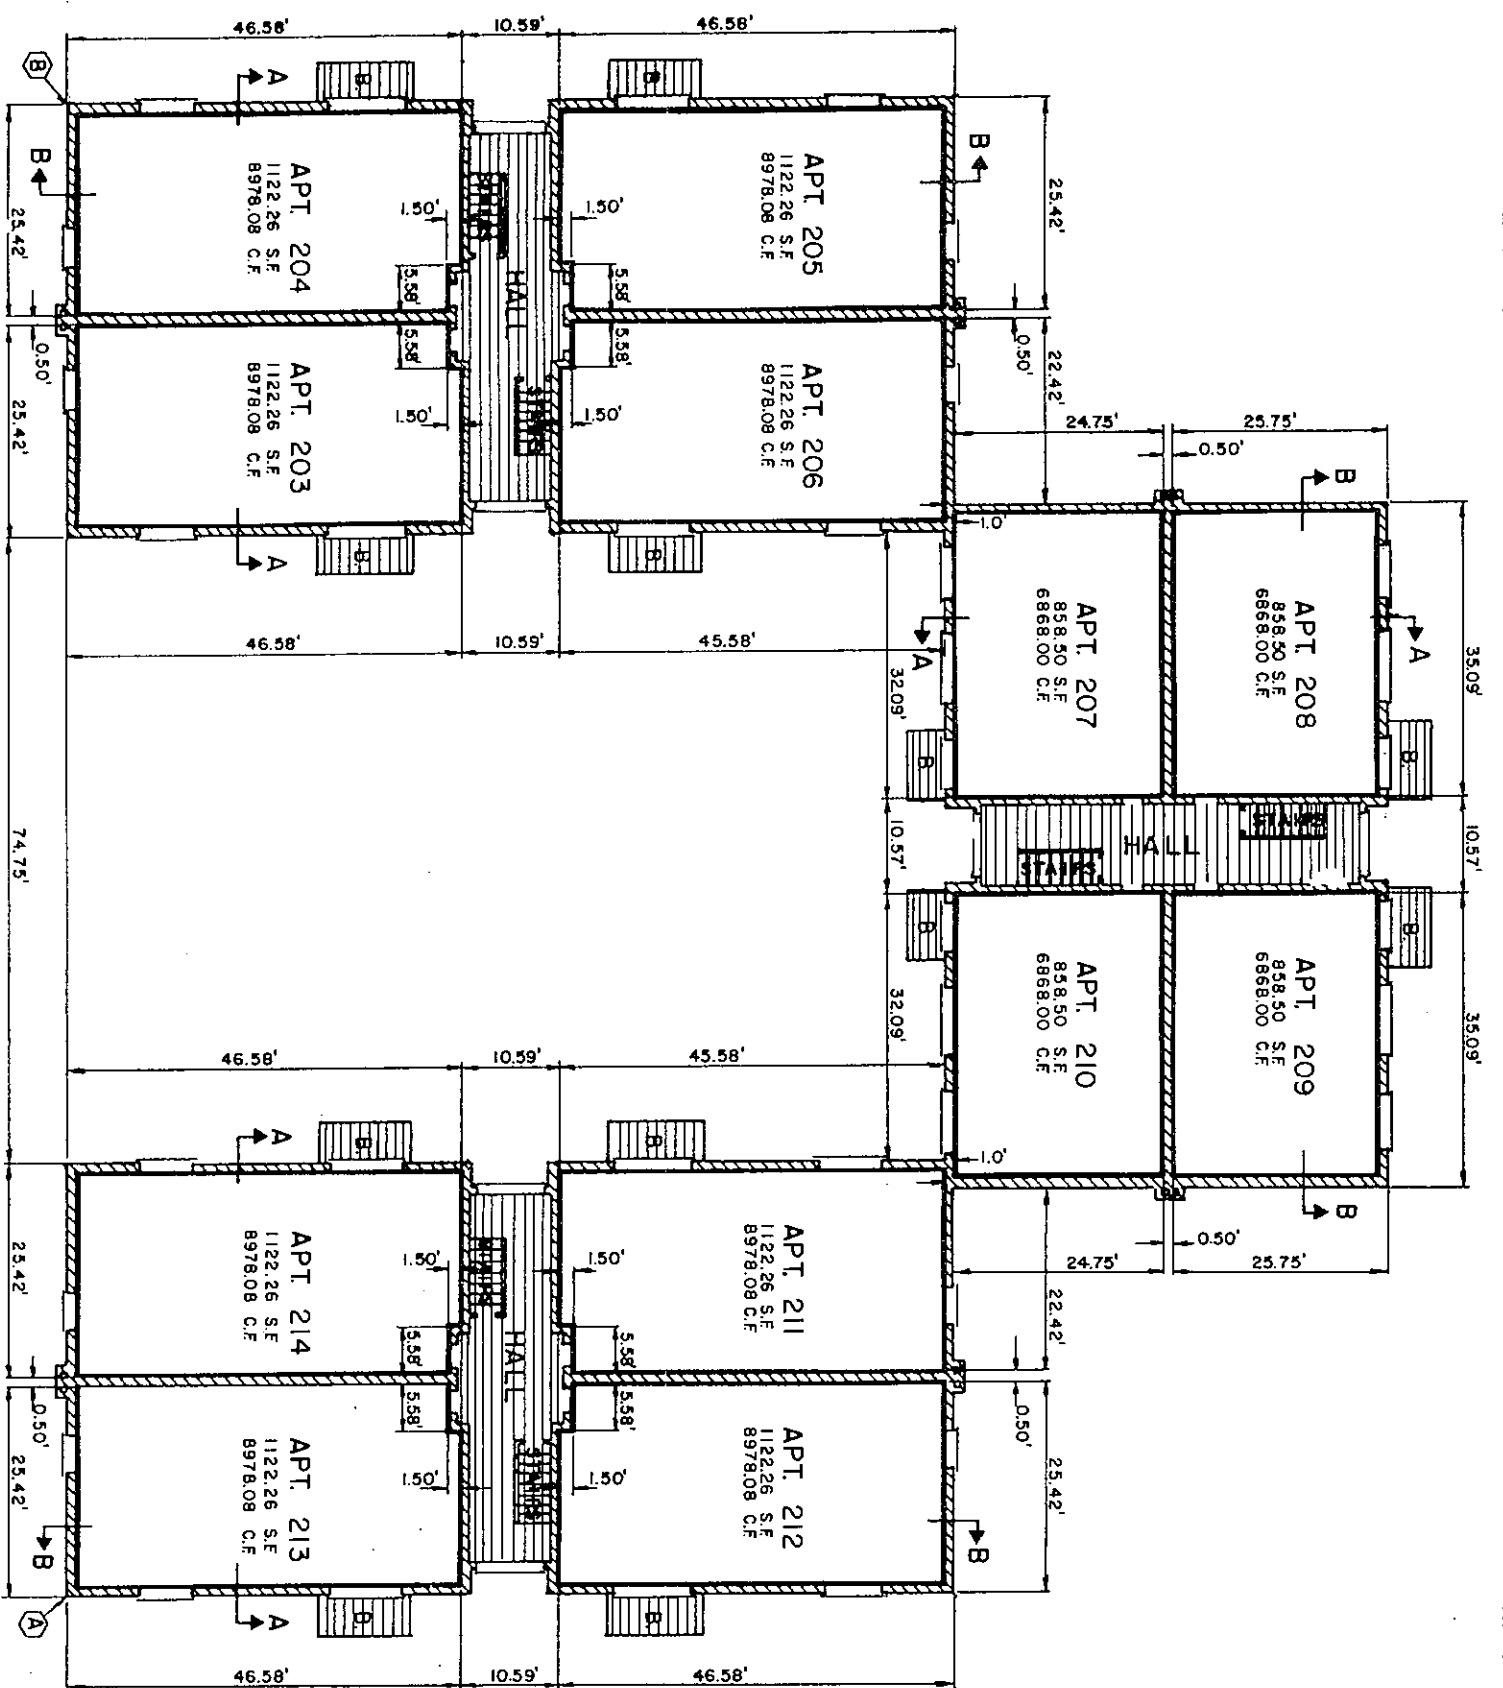 46.58'
10.59'
46.58'
B
A
B
B
B
B
25.42'
25.42'
APT. 204
1122.26 S.F.
8978.08 C.F.
STAIRS
1.50'
1.50'
APT. 205
1122.26 S.F.
8978.08 C.F.
HALL
5.58'
5.58'
25.42'
0.50'
0.50'
22.42'
24.75'
25.75'
0.50'
APT. 203
1122.26 S.F.
8978.08 C.F.
5.58'
5.58'
1.50'
1.50'
STAIRS
APT. 206
1122.26 S.F.
8978.08 C.F.
25.42'
B
1.0'
A
B
B
46.58'
10.59'
45.58'
A
32.09'
APT. 207
858.50 S.F.
6868.00 C.F.
APT. 208
858.50 S.F.
6868.00 C.F.
A
35.09'
B
B
74.75'
10.57'
STAIRS
HALL
STAIRS
10.57'
B
B
32.09'
APT. 210
858.50 S.F.
6868.00 C.F.
APT. 209
858.50 S.F.
6868.00 C.F.
35.09'
46.58'
10.59'
45.58'
A
B
B
1.0'
B
0.50'
24.75'
25.75'
25.42'
APT. 214
1122.26 S.F.
8978.08 C.F.
1.50'
1.50'
APT. 211
1122.26 S.F.
8978.08 C.F.
22.42'
HALL
5.58'
5.58'
0.50'
0.50'
5.58'
5.58'
25.42'
APT. 213
1122.26 S.F.
8978.08 C.F.
1.50'
1.50'
STAIRS
APT. 212
1122.26 S.F.
8978.08 C.F.
25.42'
B
B
A
A
B
B
46.58'
10.59'
46.58'